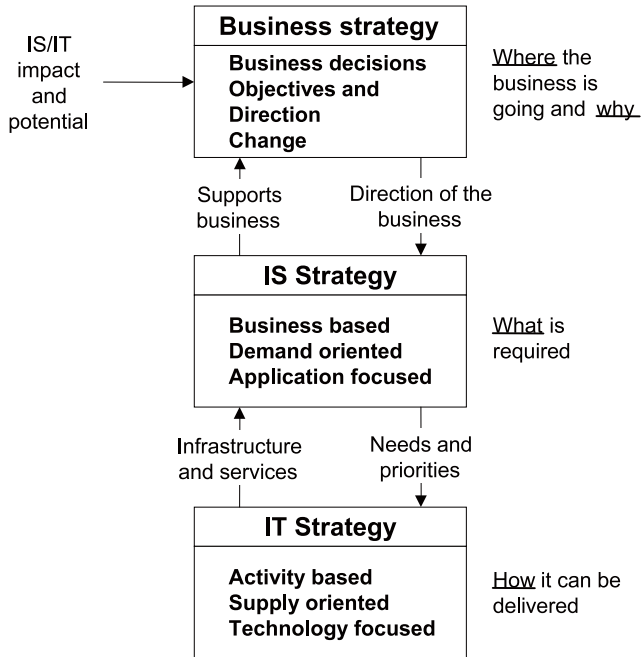 Business strategy
IS/IT
impact
and
potential
Business decisions
Objectives and
Direction
Change
Where the
business is
going and why
Supports
business
Direction of the
business
IS Strategy
Business based
Demand oriented
Application focused
What is
required
Infrastructure
and services
Needs and
priorities
IT Strategy
Activity based
Supply oriented
Technology focused
How it can be
delivered